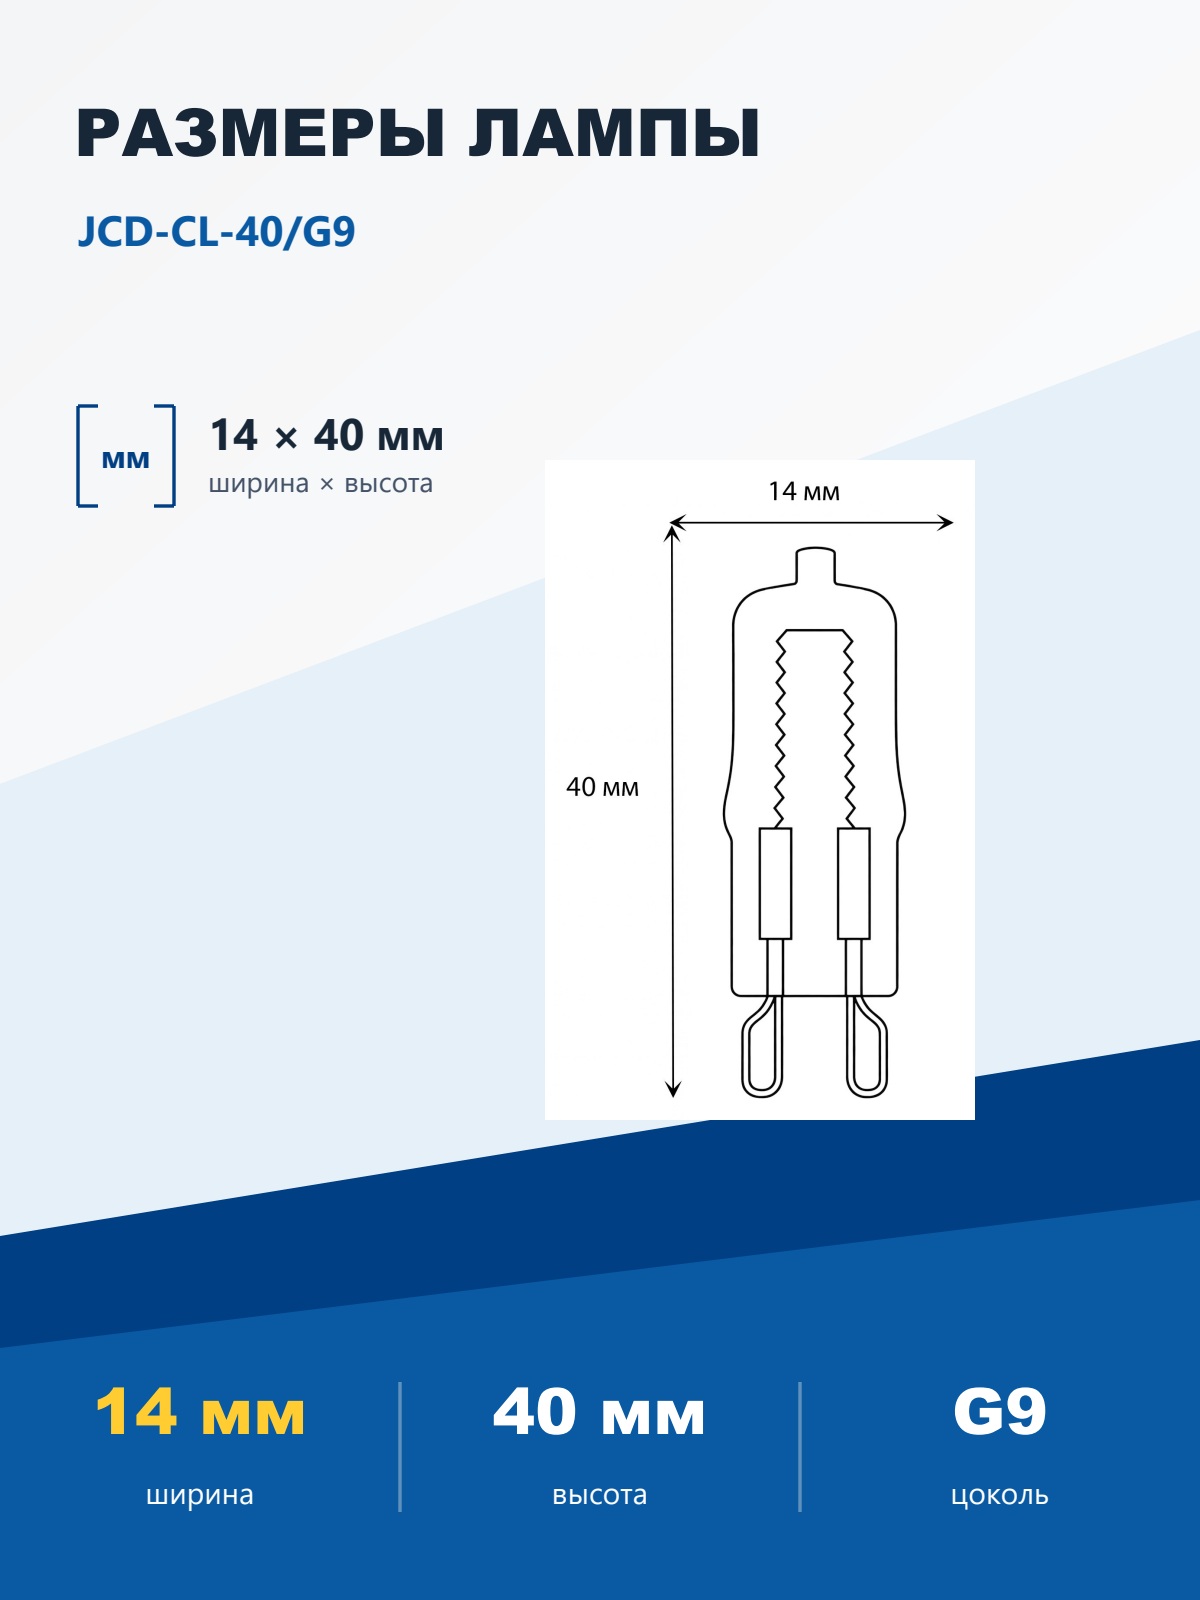 РАЗМЕРЫ ЛАМПЫ
JCD-CL-40/G9
мм
14 × 40 мм
ширина × высота
14 мм
40 мм
14 мм
40 мм
G9
ширина
высота
цоколь